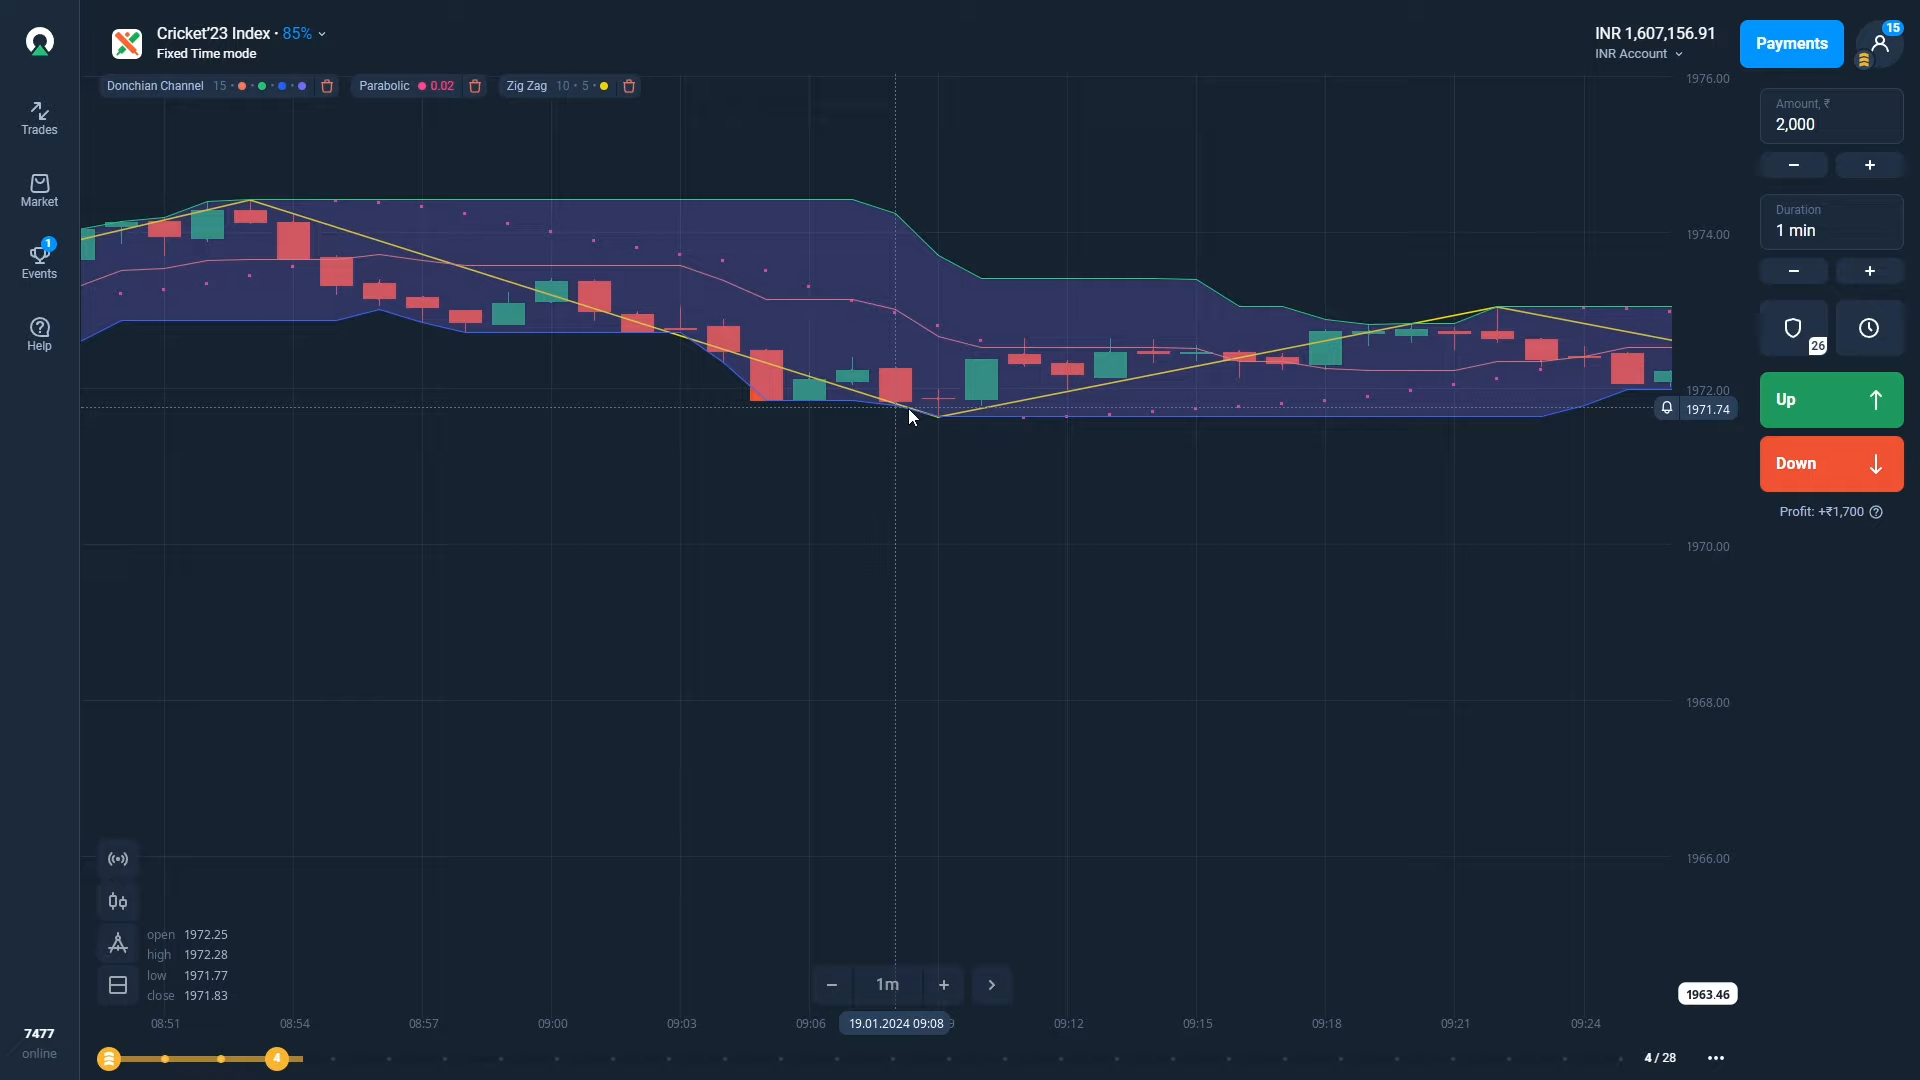 Cricket'23 Index · 85%
Fixed Time mode
INR 1,607,156.91
INR Account
Payments
15
Donchian Channel 15
Parabolic 0.02
Zig Zag 10 · 5
Trades
Market
1
Events
Help
1976.00
1974.00
1972.00
1971.74
1970.00
1968.00
1966.00
1963.46
Amount, ₹
2,000
− +
Duration
1 min
− +
26
Up
Down
Profit: +₹1,700
open 1972.25
high 1972.28
low 1971.77
close 1971.83
− 1m +
08:51 08:54 08:57 09:00 09:03 09:06 19.01.2024 09:08 9 09:12 09:15 09:18 09:21 09:24
7477
online
4
4 / 28